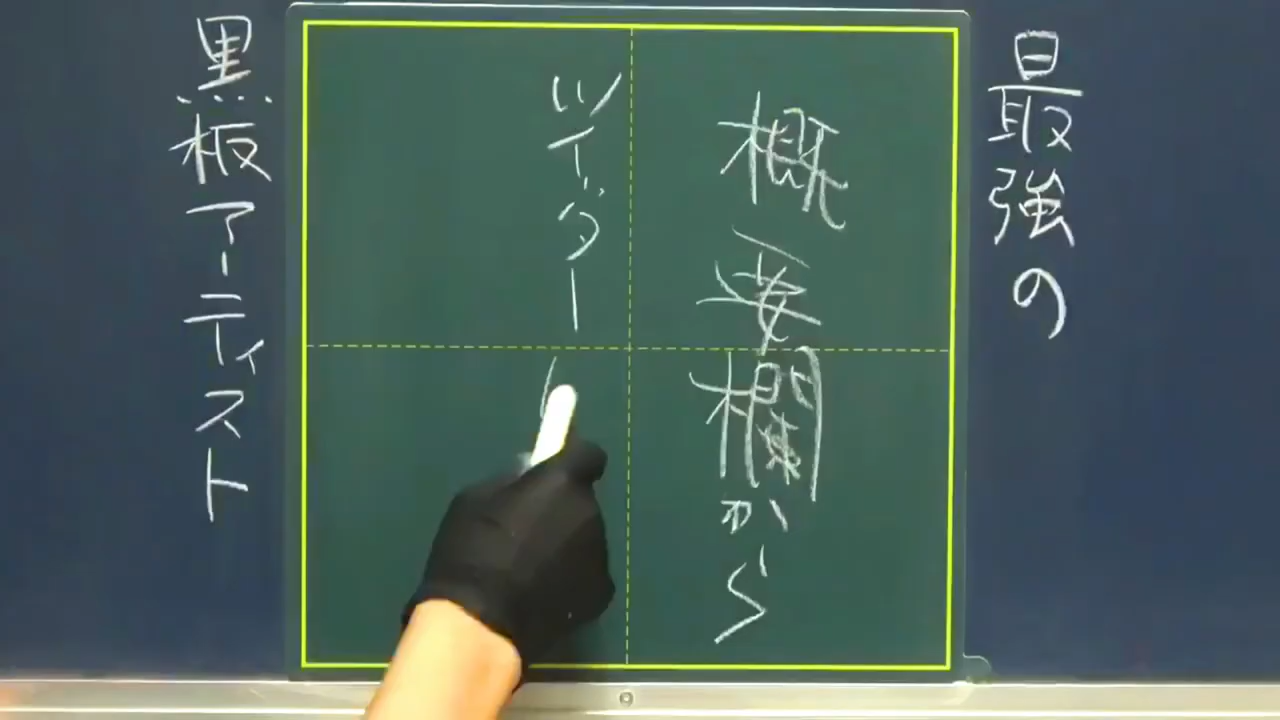 最強の
概要欄から
ツイッター
黒板アーティスト